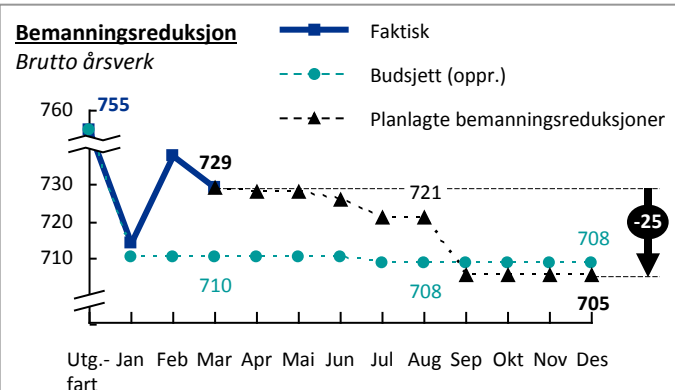 Bemanningsreduksjon
Brutto årsverk
Faktisk
Budsjett (oppr.)
Planlagte bemanningsreduksjoner
760
755
730
720
710
729
721
-25
708
710
708
705
Utg.- Jan Feb Mar Apr Mai Jun Jul Aug Sep Okt Nov Des
fart